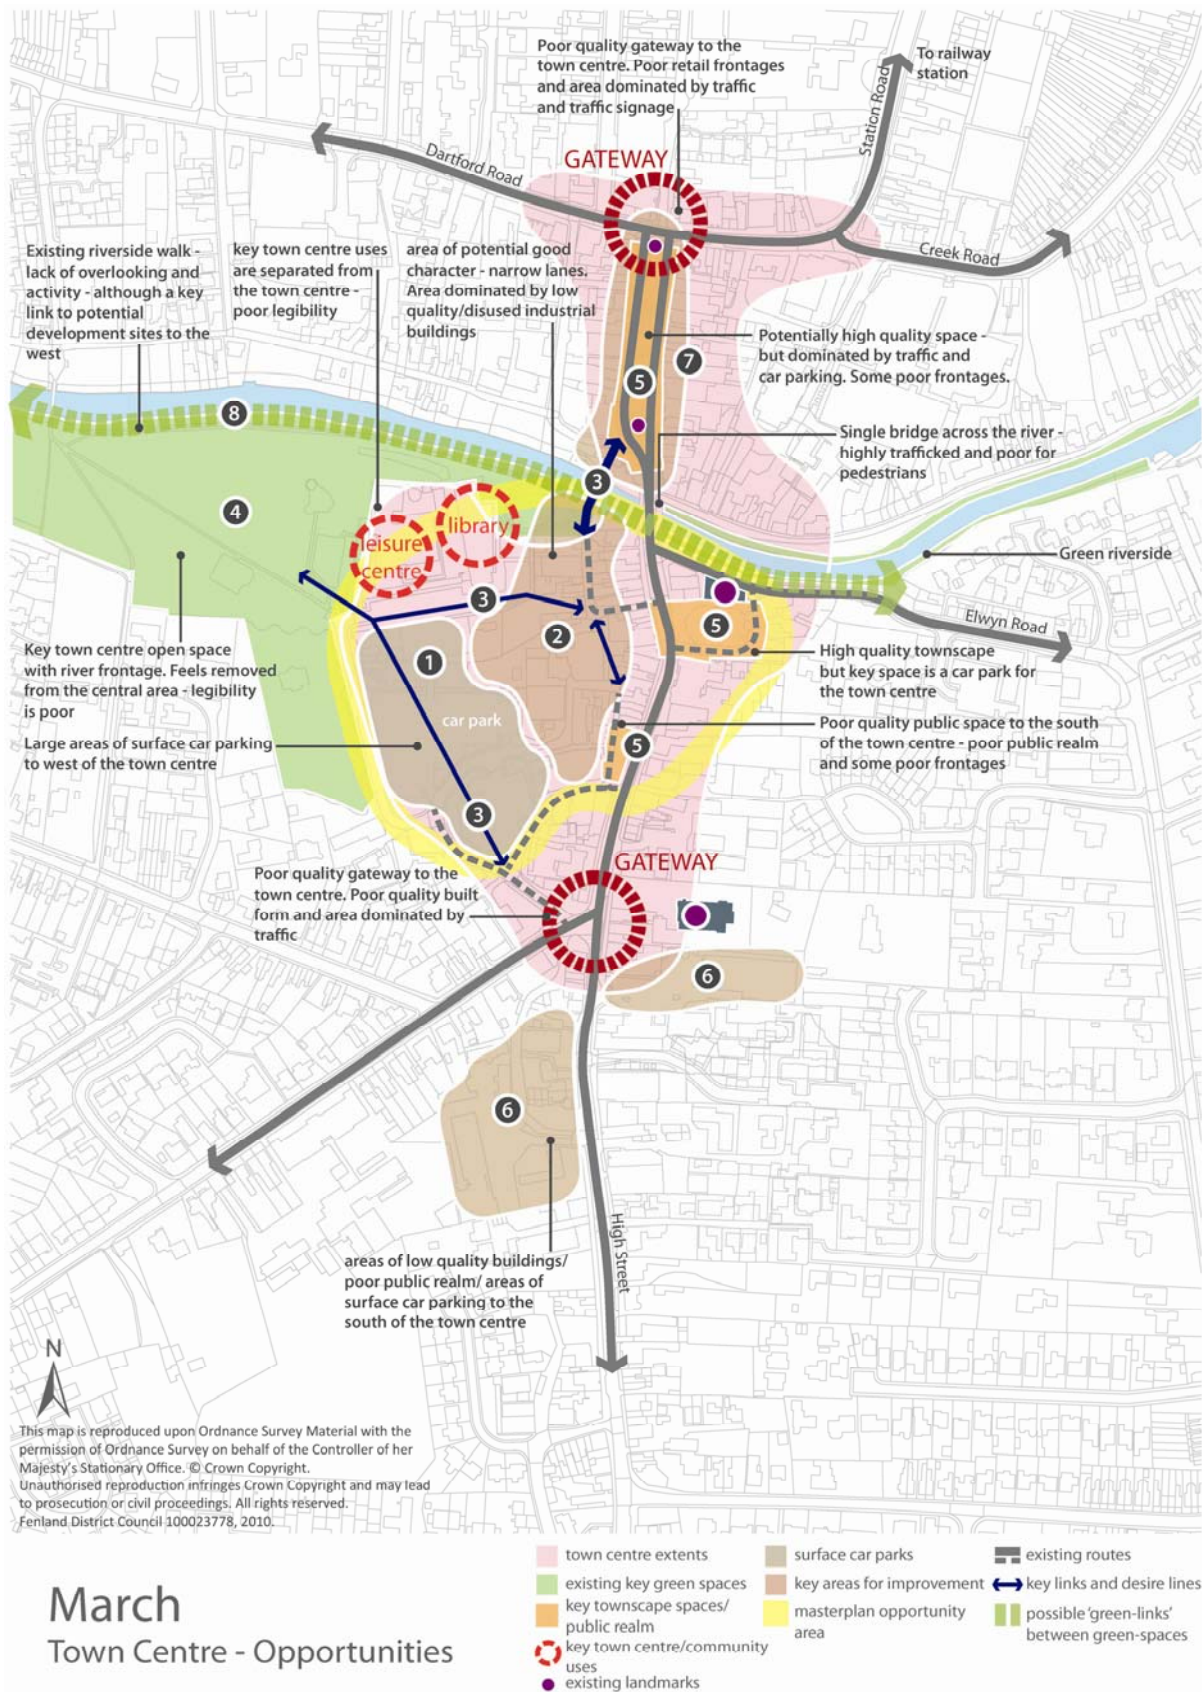 Poor quality gateway to the
town centre. Poor retail frontages
and area dominated by traffic
and traffic signage
To railway
station
Station Road
GATEWAY
Dartford Road
Creek Road
Existing riverside walk -
lack of overlooking and
activity - although a key
link to potential
development sites to the
west
key town centre uses
are separated from
the town centre -
poor legibility
area of potential good
character - narrow lanes.
Area dominated by low
quality/disused industrial
buildings
Potentially high quality space -
but dominated by traffic and
car parking. Some poor frontages.
7
5
8
Single bridge across the river -
highly trafficked and poor for
pedestrians
3
4
library
leisure
centre
Green riverside
3
5
Elwyn Road
2
1
Key town centre open space
with river frontage. Feels removed
from the central area - legibility
is poor
High quality townscape
but key space is a car park for
the town centre
car park
Large areas of surface car parking
to west of the town centre
5
Poor quality public space to the south
of the town centre - poor public realm
and some poor frontages
3
GATEWAY
Poor quality gateway to the
town centre. Poor quality built
form and area dominated by
traffic
6
6
High Street
areas of low quality buildings/
poor public realm/ areas of
surface car parking to the
south of the town centre
N
This map is reproduced upon Ordnance Survey Material with the
permission of Ordnance Survey on behalf of the Controller of her
Majesty's Stationary Office. © Crown Copyright.
Unauthorised reproduction infringes Crown Copyright and may lead
to prosecution or civil proceedings. All rights reserved.
Fenland District Council 100023778, 2010.
March
Town Centre - Opportunities
town centre extents
existing key green spaces
key townscape spaces/
public realm
key town centre/community
uses
existing landmarks
surface car parks
key areas for improvement
masterplan opportunity
area
existing routes
key links and desire lines
possible 'green-links'
between green-spaces